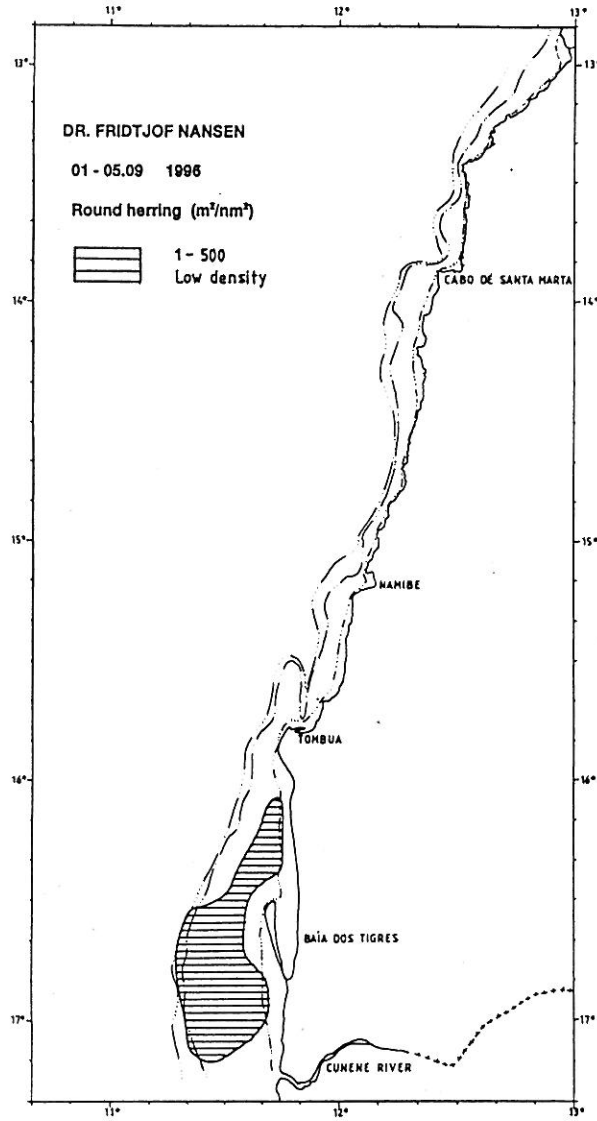 11° 12° 13°
13° 13°
DR. FRIDTJOF NANSEN
01 - 05.09 1996
Round herring (m²/nm²)
1 - 500
Low density
CABO DE SANTA MARTA
14° 14°
15° 15°
NAMIBE
TOMBUA
16° 16°
BAÍA DOS TIGRES
17° 17°
CUNENE RIVER
11° 12° 13°